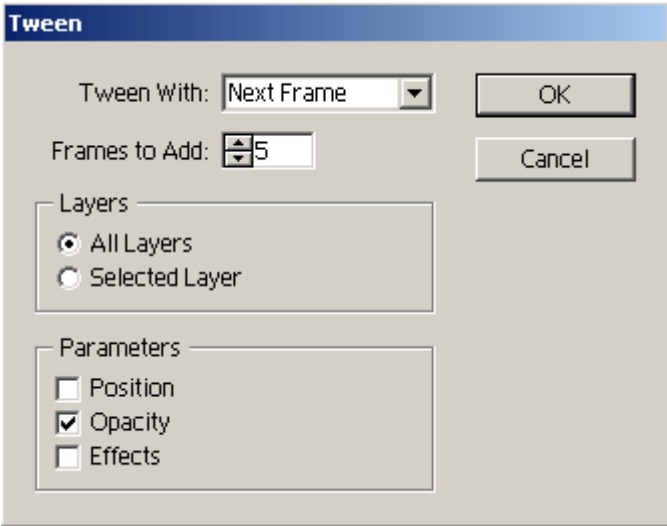 Tween
Tween With: Next Frame
OK
Frames to Add: 5
Cancel
Layers
All Layers
Selected Layer
Parameters
Position
Opacity
Effects